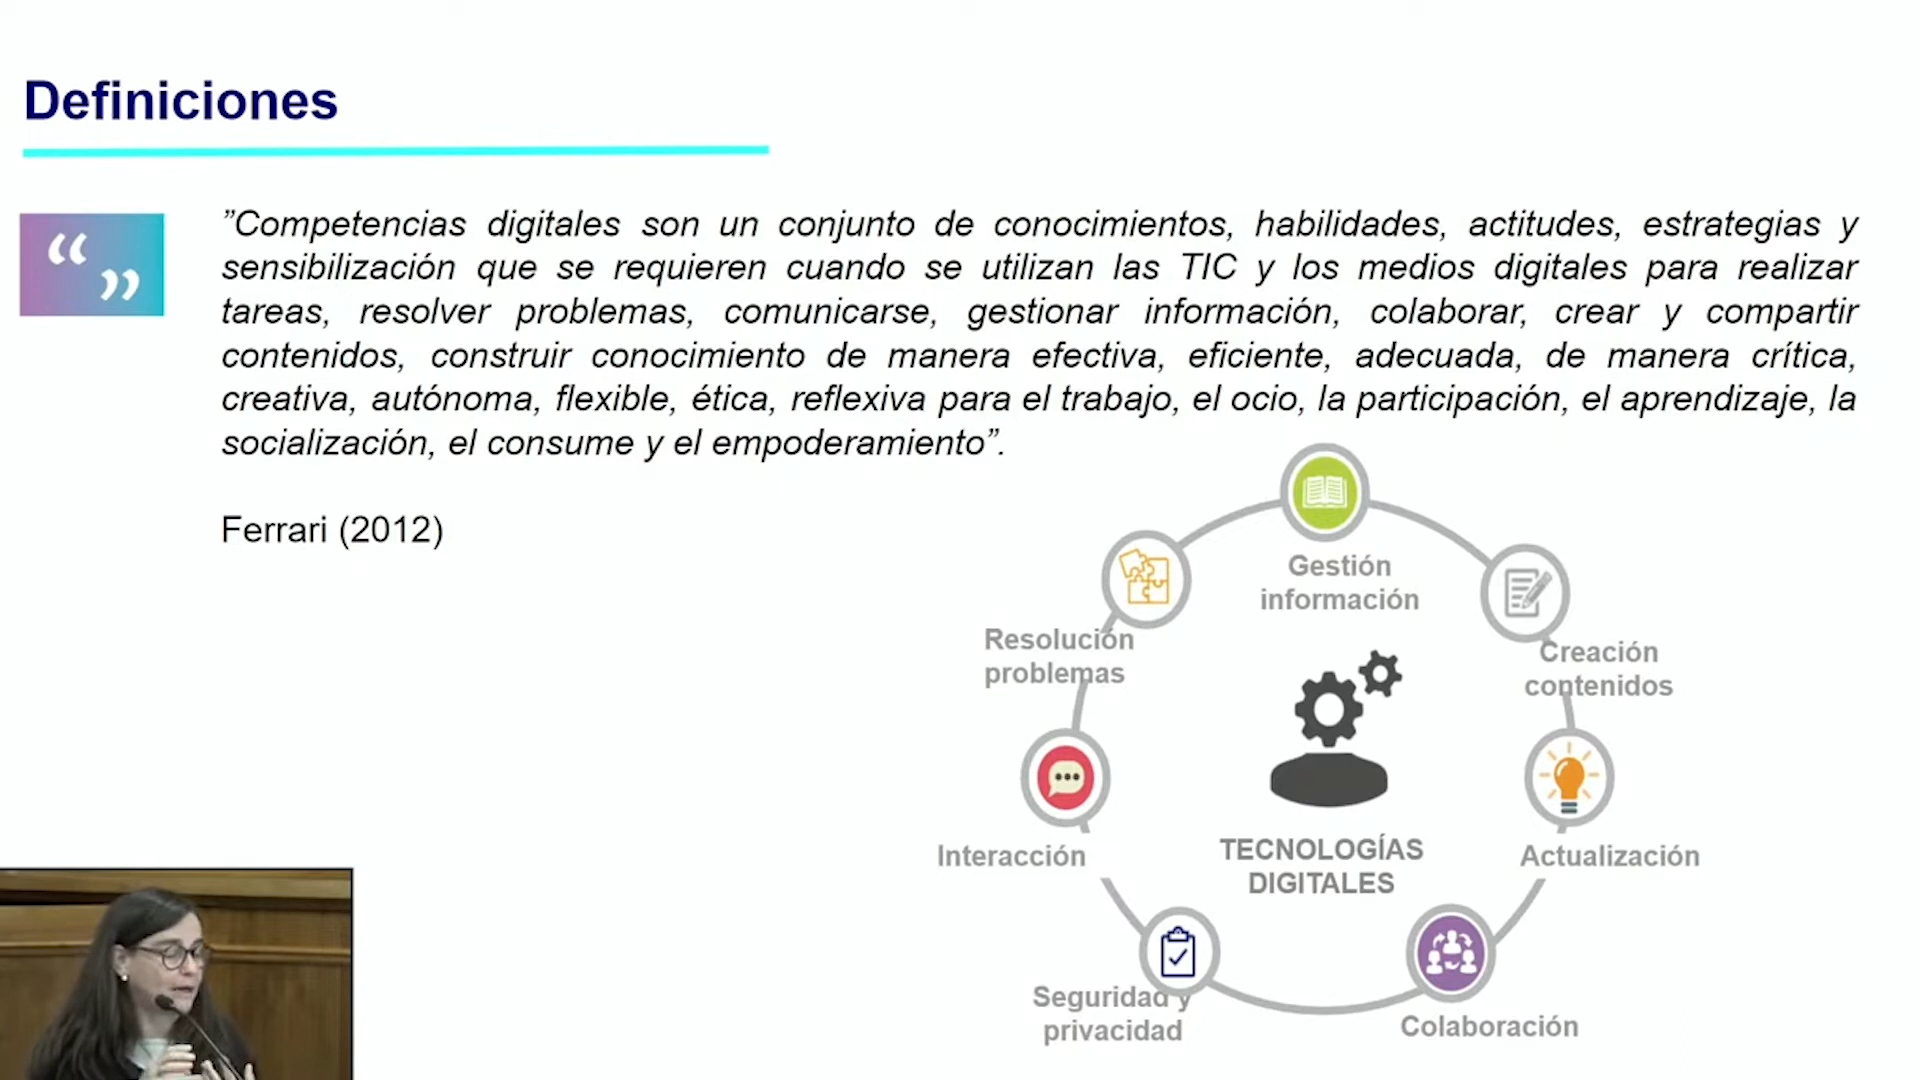 Definiciones
”Competencias digitales son un conjunto de conocimientos, habilidades, actitudes, estrategias y
sensibilización que se requieren cuando se utilizan las TIC y los medios digitales para realizar
tareas, resolver problemas, comunicarse, gestionar información, colaborar, crear y compartir
contenidos, construir conocimiento de manera efectiva, eficiente, adecuada, de manera crítica,
creativa, autónoma, flexible, ética, reflexiva para el trabajo, el ocio, la participación, el aprendizaje, la
socialización, el consume y el empoderamiento”.
Ferrari (2012)
Gestión
información
Resolución
problemas
Creación
contenidos
Interacción
TECNOLOGÍAS
DIGITALES
Actualización
Seguridad y
privacidad
Colaboración